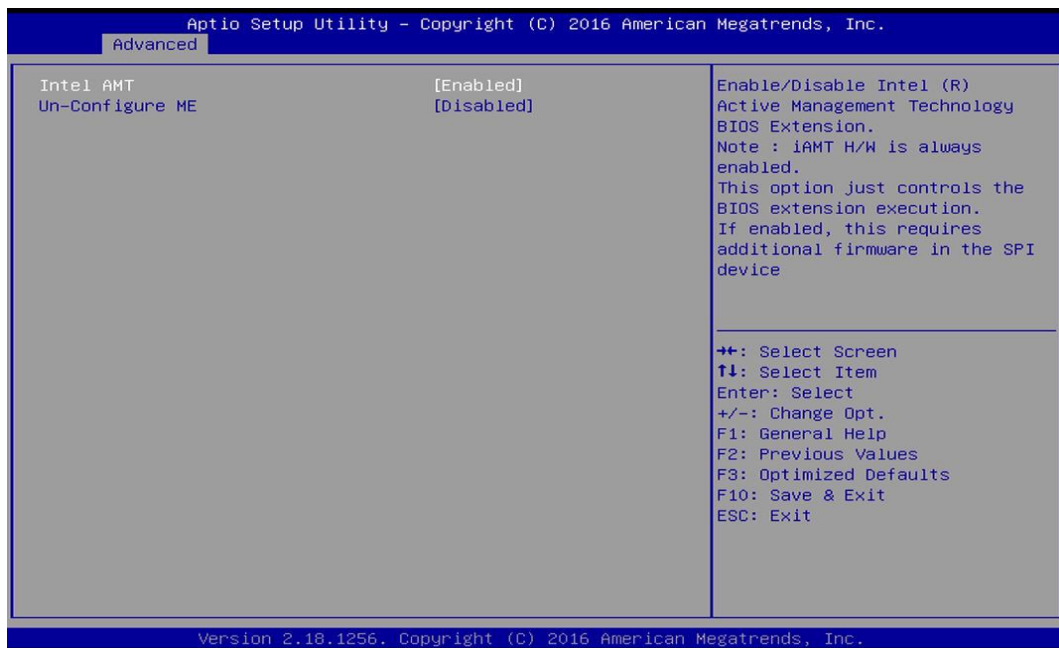 Aptio Setup Utility – Copyright (C) 2016 American Megatrends, Inc.
Advanced
Intel AMT [Enabled]
Un-Configure ME [Disabled]
Enable/Disable Intel (R)
Active Management Technology
BIOS Extension.
Note : iAMT H/W is always
enabled.
This option just controls the
BIOS extension execution.
If enabled, this requires
additional firmware in the SPI
device
→←: Select Screen
↑↓: Select Item
Enter: Select
+/-: Change Opt.
F1: General Help
F2: Previous Values
F3: Optimized Defaults
F10: Save & Exit
ESC: Exit
Version 2.18.1256. Copyright (C) 2016 American Megatrends, Inc.